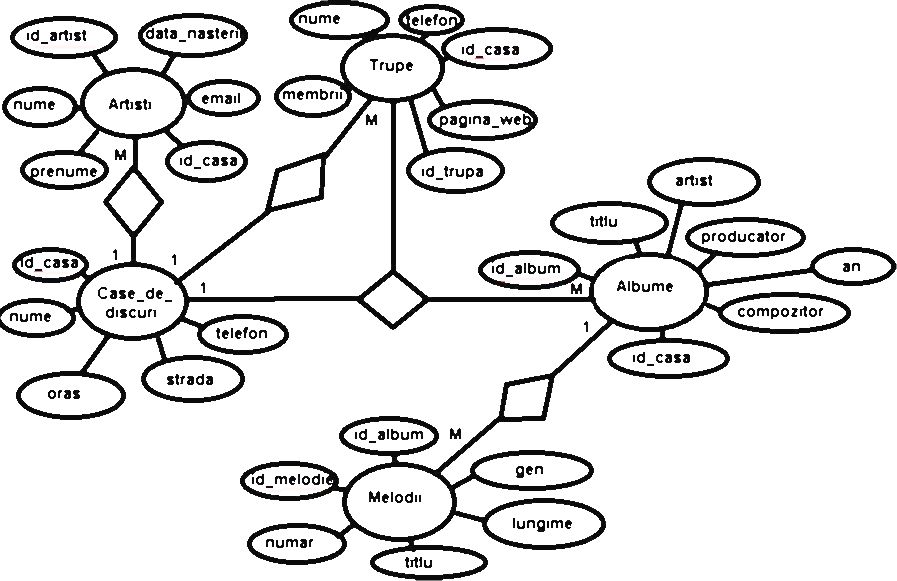 nume
telefon
id_artist
data_nasterii
Trupe
id_casa
nume
Artisti
email
membrii
M
pagina_web
prenume
M
id_casa
id_trupa
artist
titlu
producator
id_casa
1
1
id_album
an
nume
Case_de_
discuri
1
M
Albume
compozitor
telefon
1
id_casa
oras
strada
id_album
M
gen
id_melodie
Melodii
lungime
numar
titlu